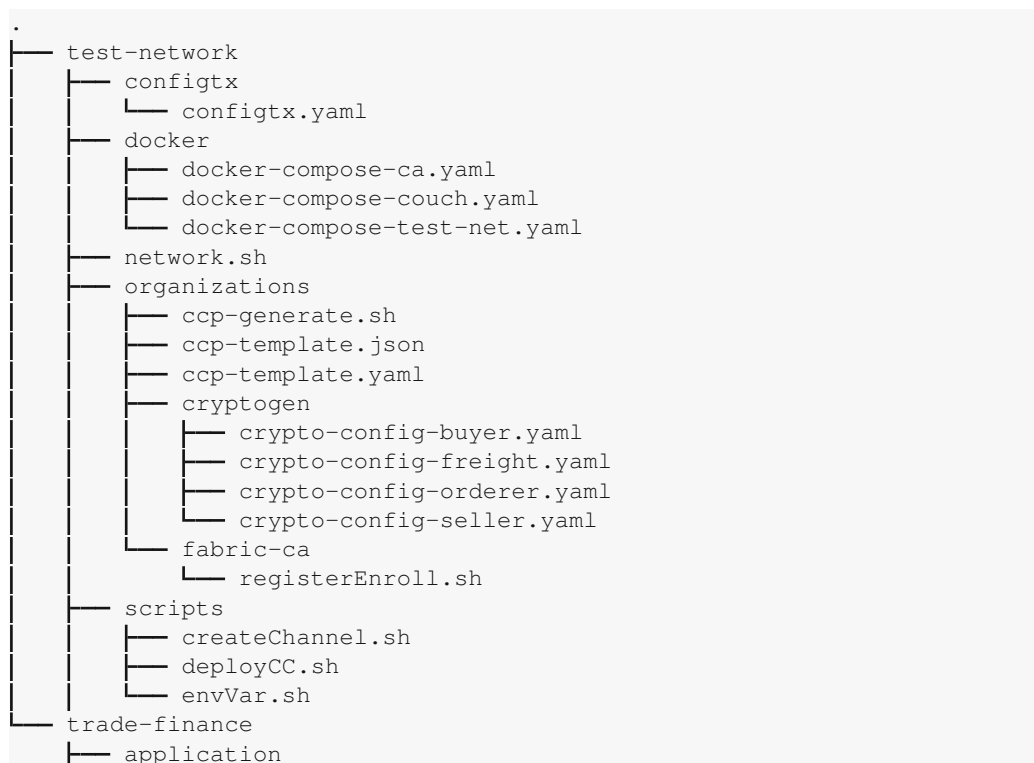 .
├── test-network
│   ├── configtx
│   │   └── configtx.yaml
│   ├── docker
│   │   ├── docker-compose-ca.yaml
│   │   ├── docker-compose-couch.yaml
│   │   └── docker-compose-test-net.yaml
│   ├── network.sh
│   ├── organizations
│   │   ├── ccp-generate.sh
│   │   ├── ccp-template.json
│   │   ├── ccp-template.yaml
│   │   ├── cryptogen
│   │   │   ├── crypto-config-buyer.yaml
│   │   │   ├── crypto-config-freight.yaml
│   │   │   ├── crypto-config-orderer.yaml
│   │   │   └── crypto-config-seller.yaml
│   │   └── fabric-ca
│   │       └── registerEnroll.sh
│   ├── scripts
│   │   ├── createChannel.sh
│   │   ├── deployCC.sh
│   │   └── envVar.sh
└── trade-finance
    ├── application